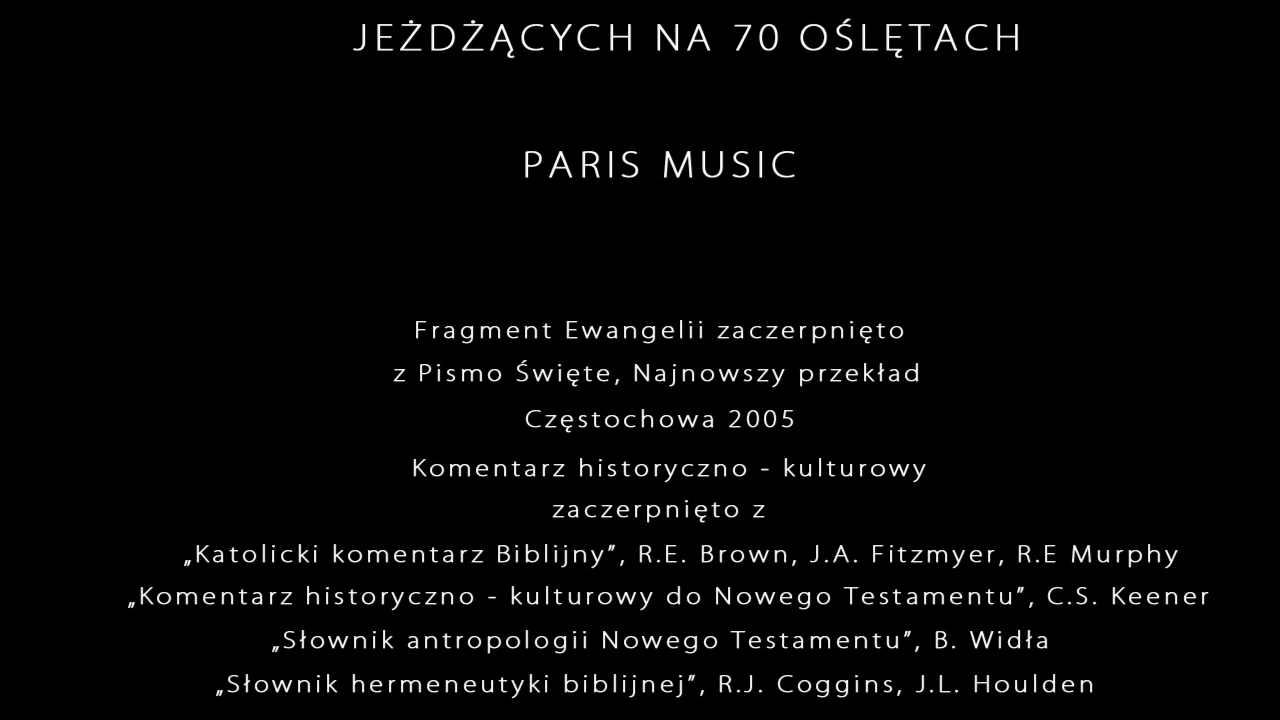 JEŻDŻĄCYCH NA 70 OŚLĘTACH
PARIS MUSIC
Fragment Ewangelii zaczerpnięto
z Pismo Święte, Najnowszy przekład
Częstochowa 2005
Komentarz historyczno - kulturowy
zaczerpnięto z
„Katolicki komentarz Biblijny”, R.E. Brown, J.A. Fitzmyer, R.E Murphy
„Komentarz historyczno - kulturowy do Nowego Testamentu”, C.S. Keener
„Słownik antropologii Nowego Testamentu”, B. Widła
„Słownik hermeneutyki biblijnej”, R.J. Coggins, J.L. Houlden